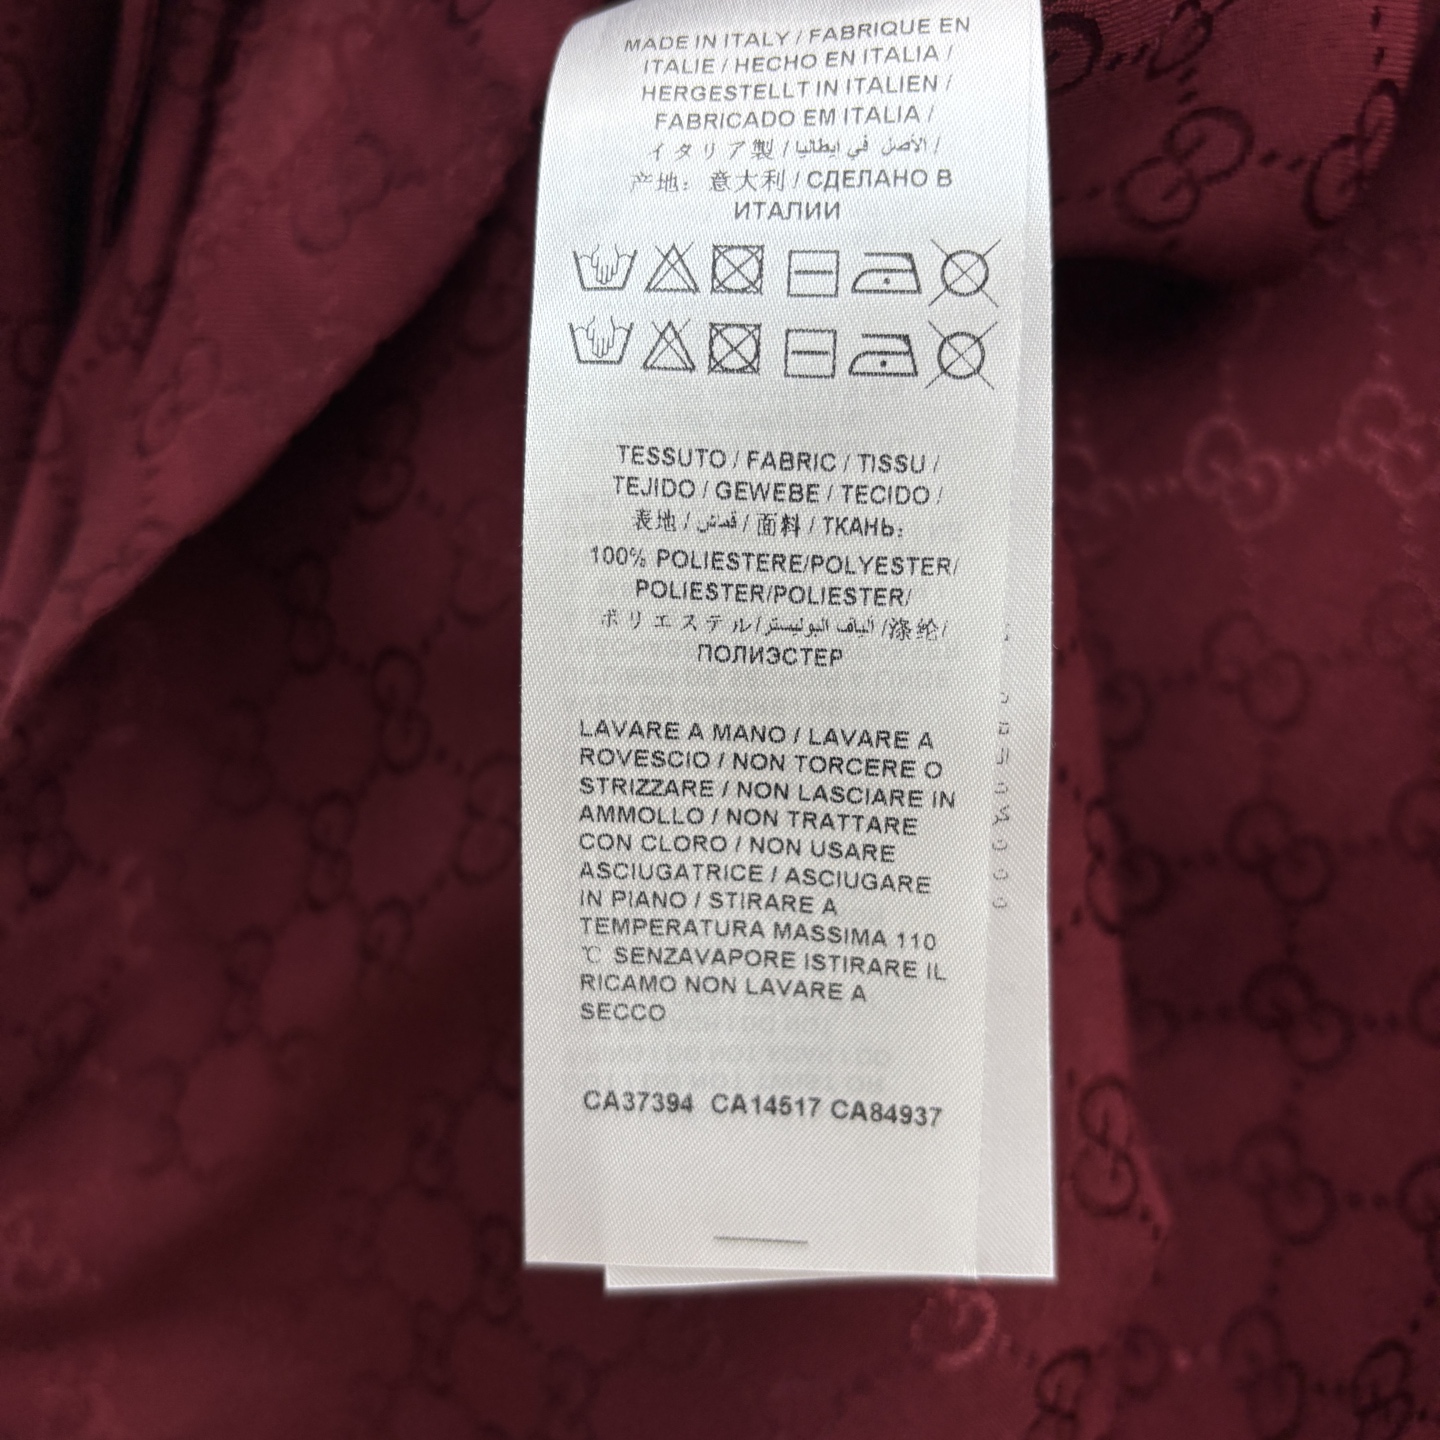 MADE IN ITALY / FABRIQUE EN
ITALIE / HECHO EN ITALIA /
HERGESTELLT IN ITALIEN /
FABRICADO EM ITALIA /
イタリア製 / الأصل في ايطاليا /
产地：意大利 / СДЕЛАНО В
ИТАЛИИ
TESSUTO / FABRIC / TISSU /
TEJIDO / GEWEBE / TECIDO /
表地 / قماش / 面料 / ТКАНЬ:
100% POLIESTERE/POLYESTER/
POLIESTER/POLIESTER/
ポリエステル/الياف البوليستر/涤纶/
ПОЛИЭСТЕР
LAVARE A MANO / LAVARE A
ROVESCIO / NON TORCERE O
STRIZZARE / NON LASCIARE IN
AMMOLLO / NON TRATTARE
CON CLORO / NON USARE
ASCIUGATRICE / ASCIUGARE
IN PIANO / STIRARE A
TEMPERATURA MASSIMA 110
℃ SENZAVAPORE ISTIRARE IL
RICAMO NON LAVARE A
SECCO
CA37394 CA14517 CA84937